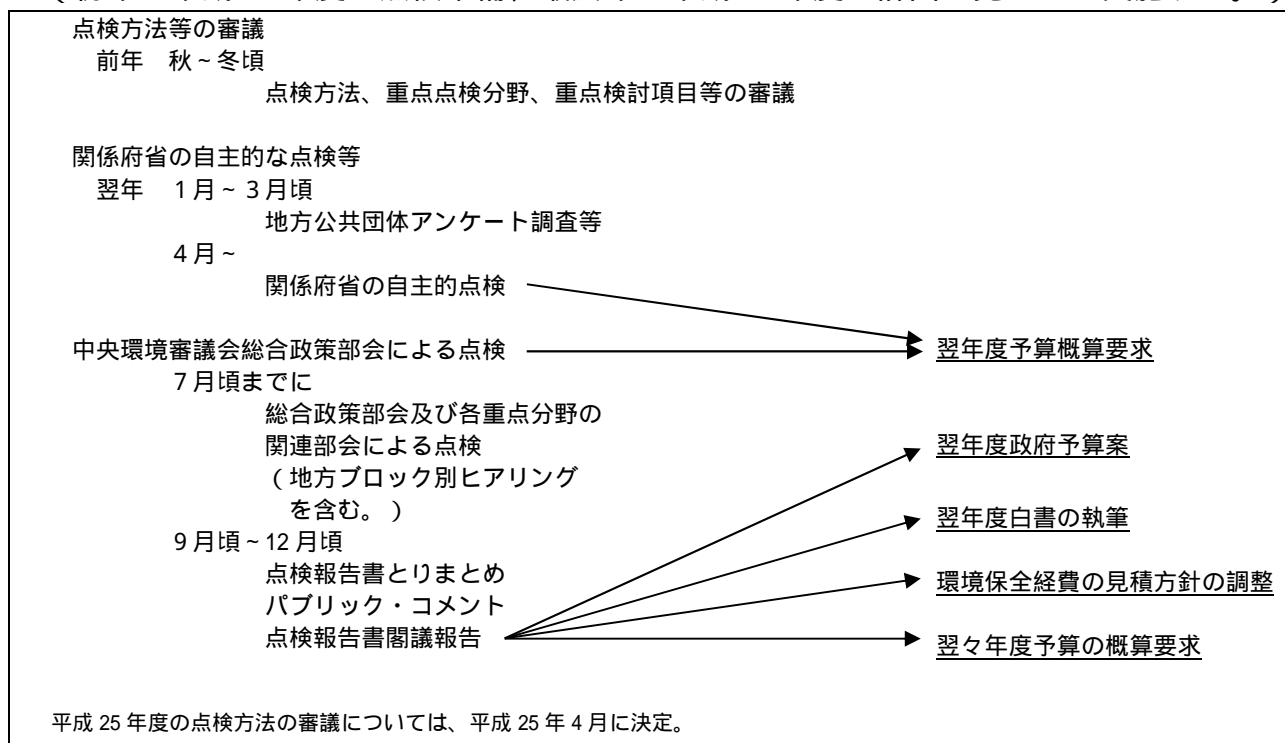 点検方法等の審議
前年 秋~冬頃
点検方法、重点点検分野、重点検討項目等の審議
関係府省の自主的な点検等
翌年 1月~3月頃
地方公共団体アンケート調査等
4月~
関係府省の自主的点検
中央環境審議会総合政策部会による点検
翌年度予算概算要求
7月頃までに
総合政策部会及び各重点分野の
関連部会による点検
(地方ブロック別ヒアリング
を含む。)
翌年度政府予算案
翌年度白書の執筆
9月頃~12月頃
点検報告書とりまとめ
環境保全経費の見積方針の調整
パブリック・コメント
点検報告書閣議報告
翌々年度予算の概算要求
平成25年度の点検方法の審議については、平成25年4月に決定。